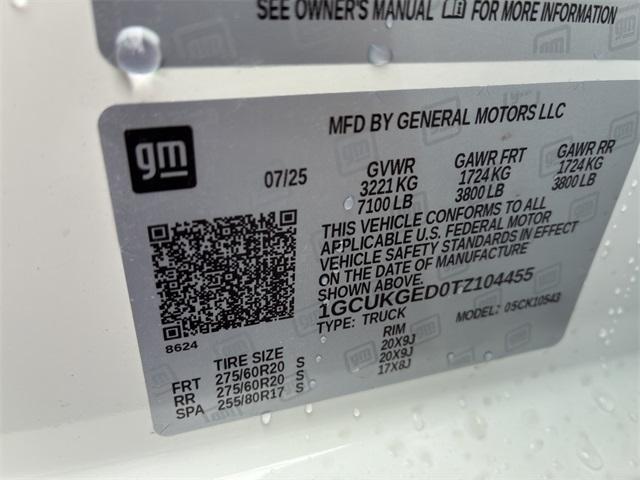 SEE OWNER'S MANUAL FOR MORE INFORMATION
gm
MFD BY GENERAL MOTORS LLC
07/25
GVWR GAWR FRT GAWR RR
3221 KG 1724 KG 1724 KG
7100 LB 3800 LB 3800 LB
THIS VEHICLE CONFORMS TO ALL
APPLICABLE U.S. FEDERAL MOTOR
VEHICLE SAFETY STANDARDS IN EFFECT
ON THE DATE OF MANUFACTURE
1GCUKGED0TZ104455
TYPE: TRUCK MODEL: 05CK10543
8624
TIRE SIZE RIM
FRT 275/60R20 S 20X9J
RR 275/60R20 S 20X9J
SPA 255/80R17 S 17X8J